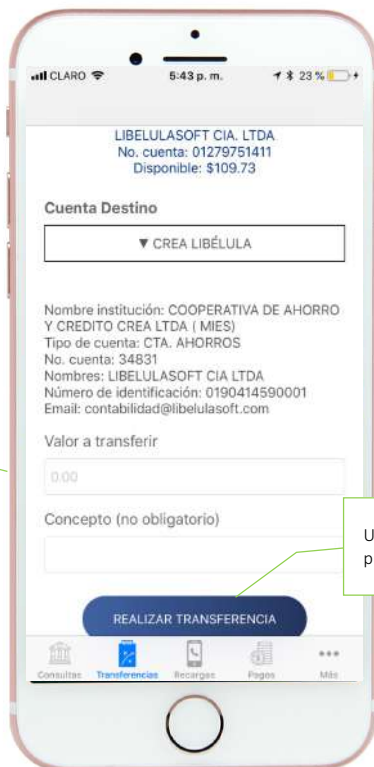 CLARO 5:43 p. m. 23 %
LIBELULASOFT CIA. LTDA
No. cuenta: 01279751411
Disponible: $109.73
Cuenta Destino
▼ CREA LIBÉLULA
Nombre institución: COOPERATIVA DE AHORRO
Y CREDITO CREA LTDA ( MIES)
Tipo de cuenta: CTA. AHORROS
No. cuenta: 34831
Nombres: LIBELULASOFT CIA LTDA
Número de identificación: 0190414590001
Email: contabilidad@libelulasoft.com
Valor a transferir
0.00
Concepto (no obligatorio)
REALIZAR TRANSFERENCIA
Consultas Transferencias Recargas Pagos Más